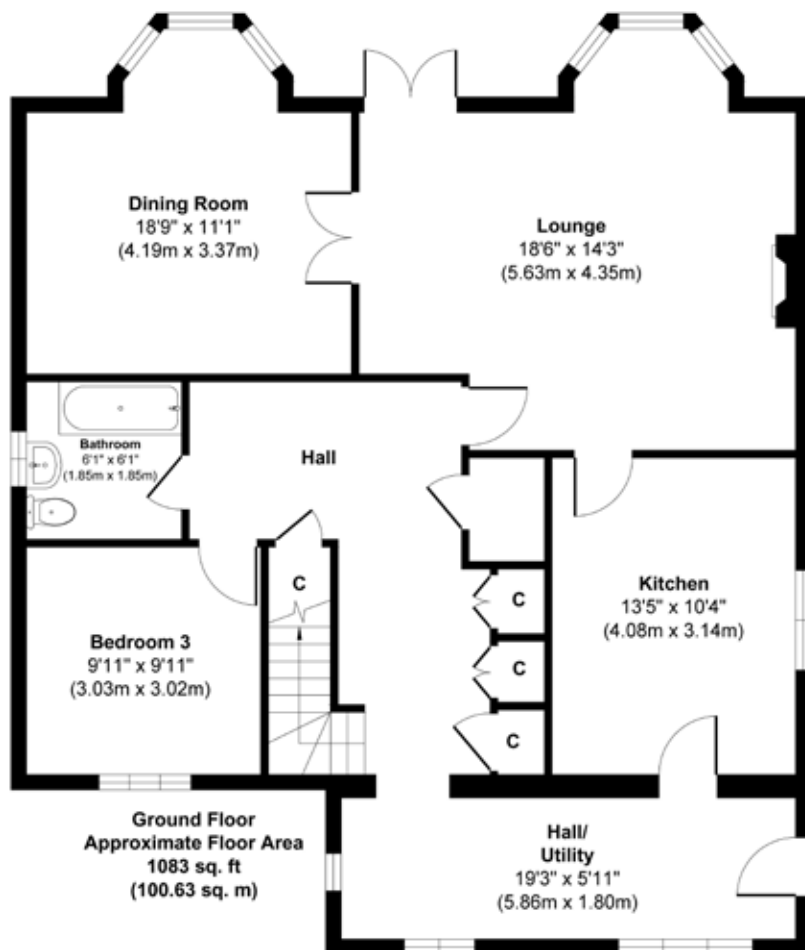 Dining Room
18'9" x 11'1"
(4.19m x 3.37m)
Lounge
18'6" x 14'3"
(5.63m x 4.35m)
Bathroom
6'1" x 6'1"
(1.85m x 1.85m)
Hall
C
Kitchen
13'5" x 10'4"
(4.08m x 3.14m)
C
C
C
Bedroom 3
9'11" x 9'11"
(3.03m x 3.02m)
Ground Floor
Approximate Floor Area
1083 sq. ft
(100.63 sq. m)
Hall/
Utility
19'3" x 5'11"
(5.86m x 1.80m)